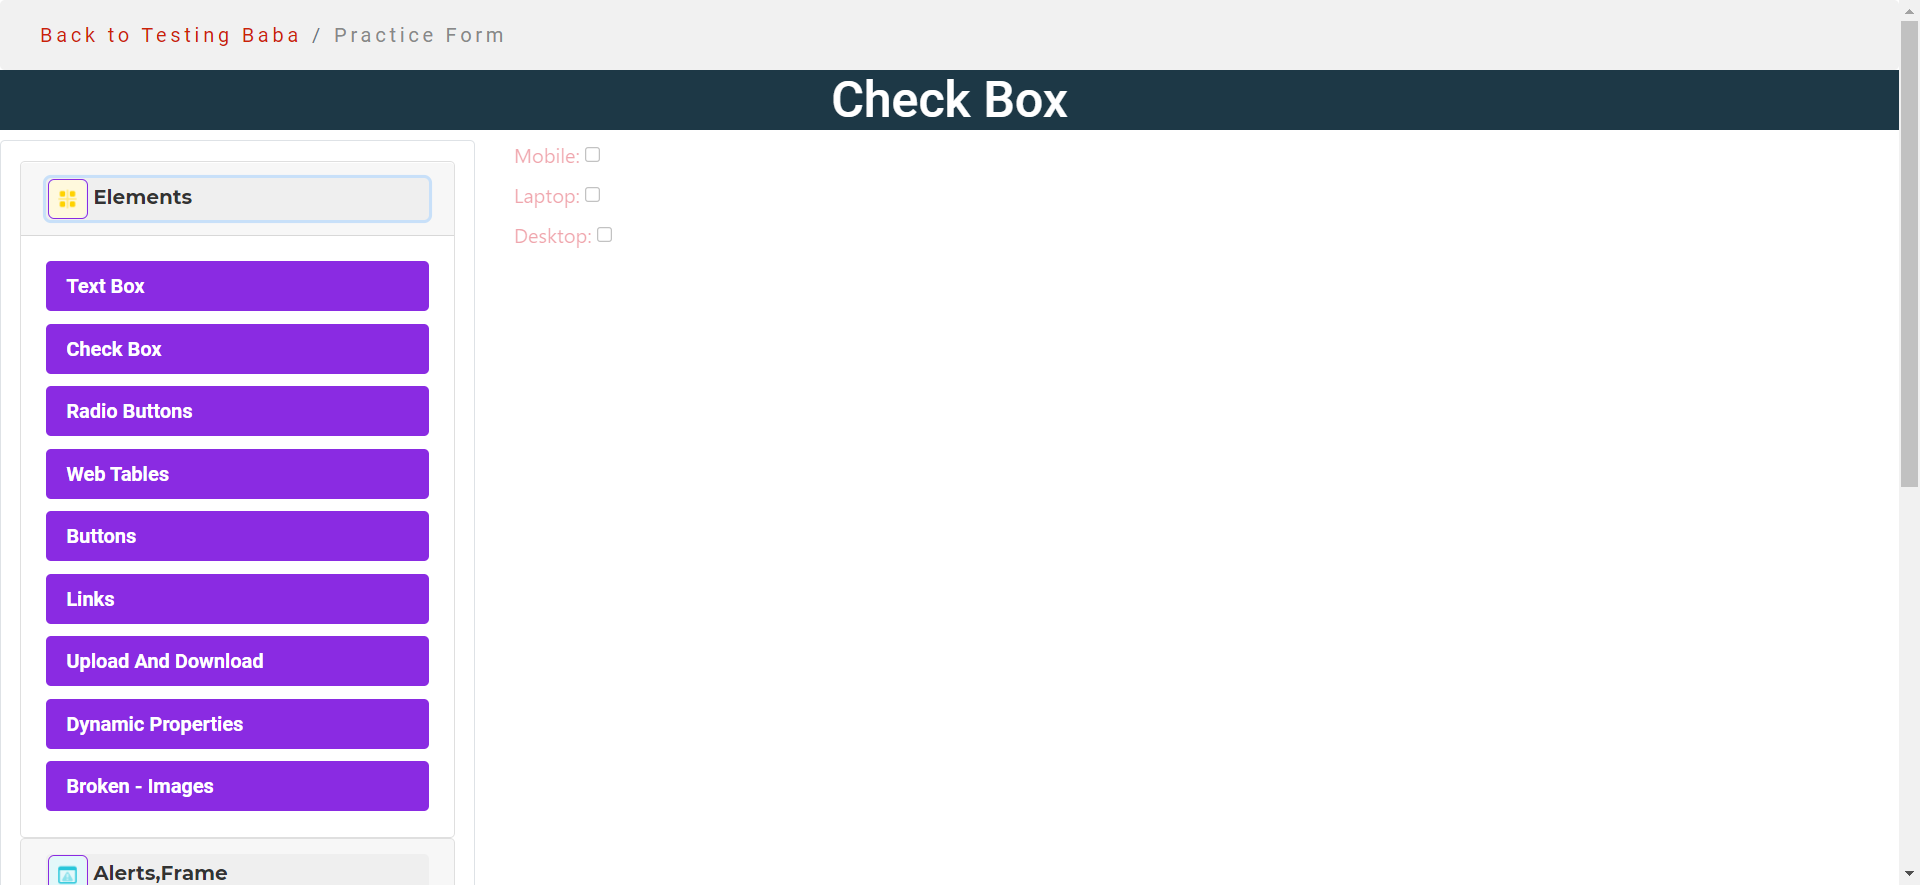 Back to Testing Baba / Practice Form
Check Box
Elements
Text Box
Check Box
Radio Buttons
Web Tables
Buttons
Links
Upload And Download
Dynamic Properties
Broken - Images
Alerts,Frame
Mobile:
Laptop:
Desktop: